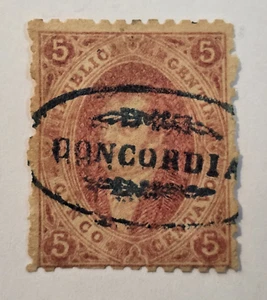 5 5
REPUBLICA ARGENTINA
CONCORDIA
5 CINCO CENTAVOS 5